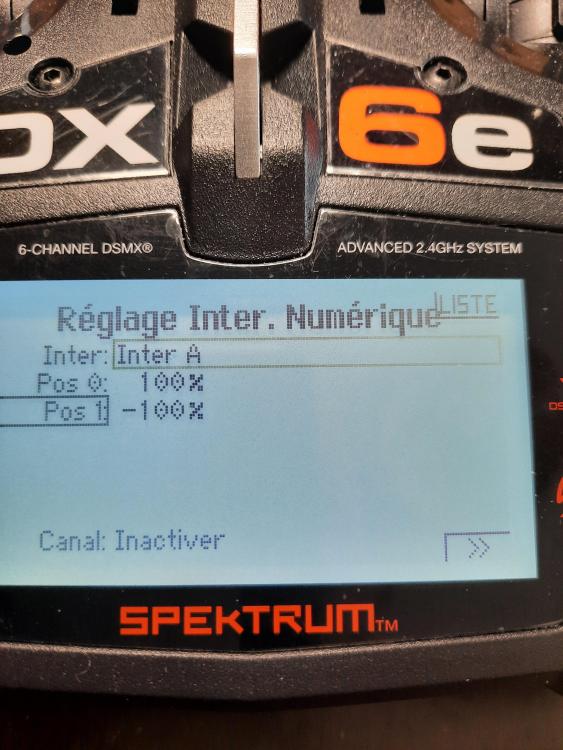 DX 6e
6-CHANNEL DSMX® ADVANCED 2.4GHz SYSTEM
LISTE
Réglage Inter. Numérique
Inter: Inter A
Pos 0: 100%
Pos 1: -100%
Canal: Inactiver >>
SPEKTRUM™